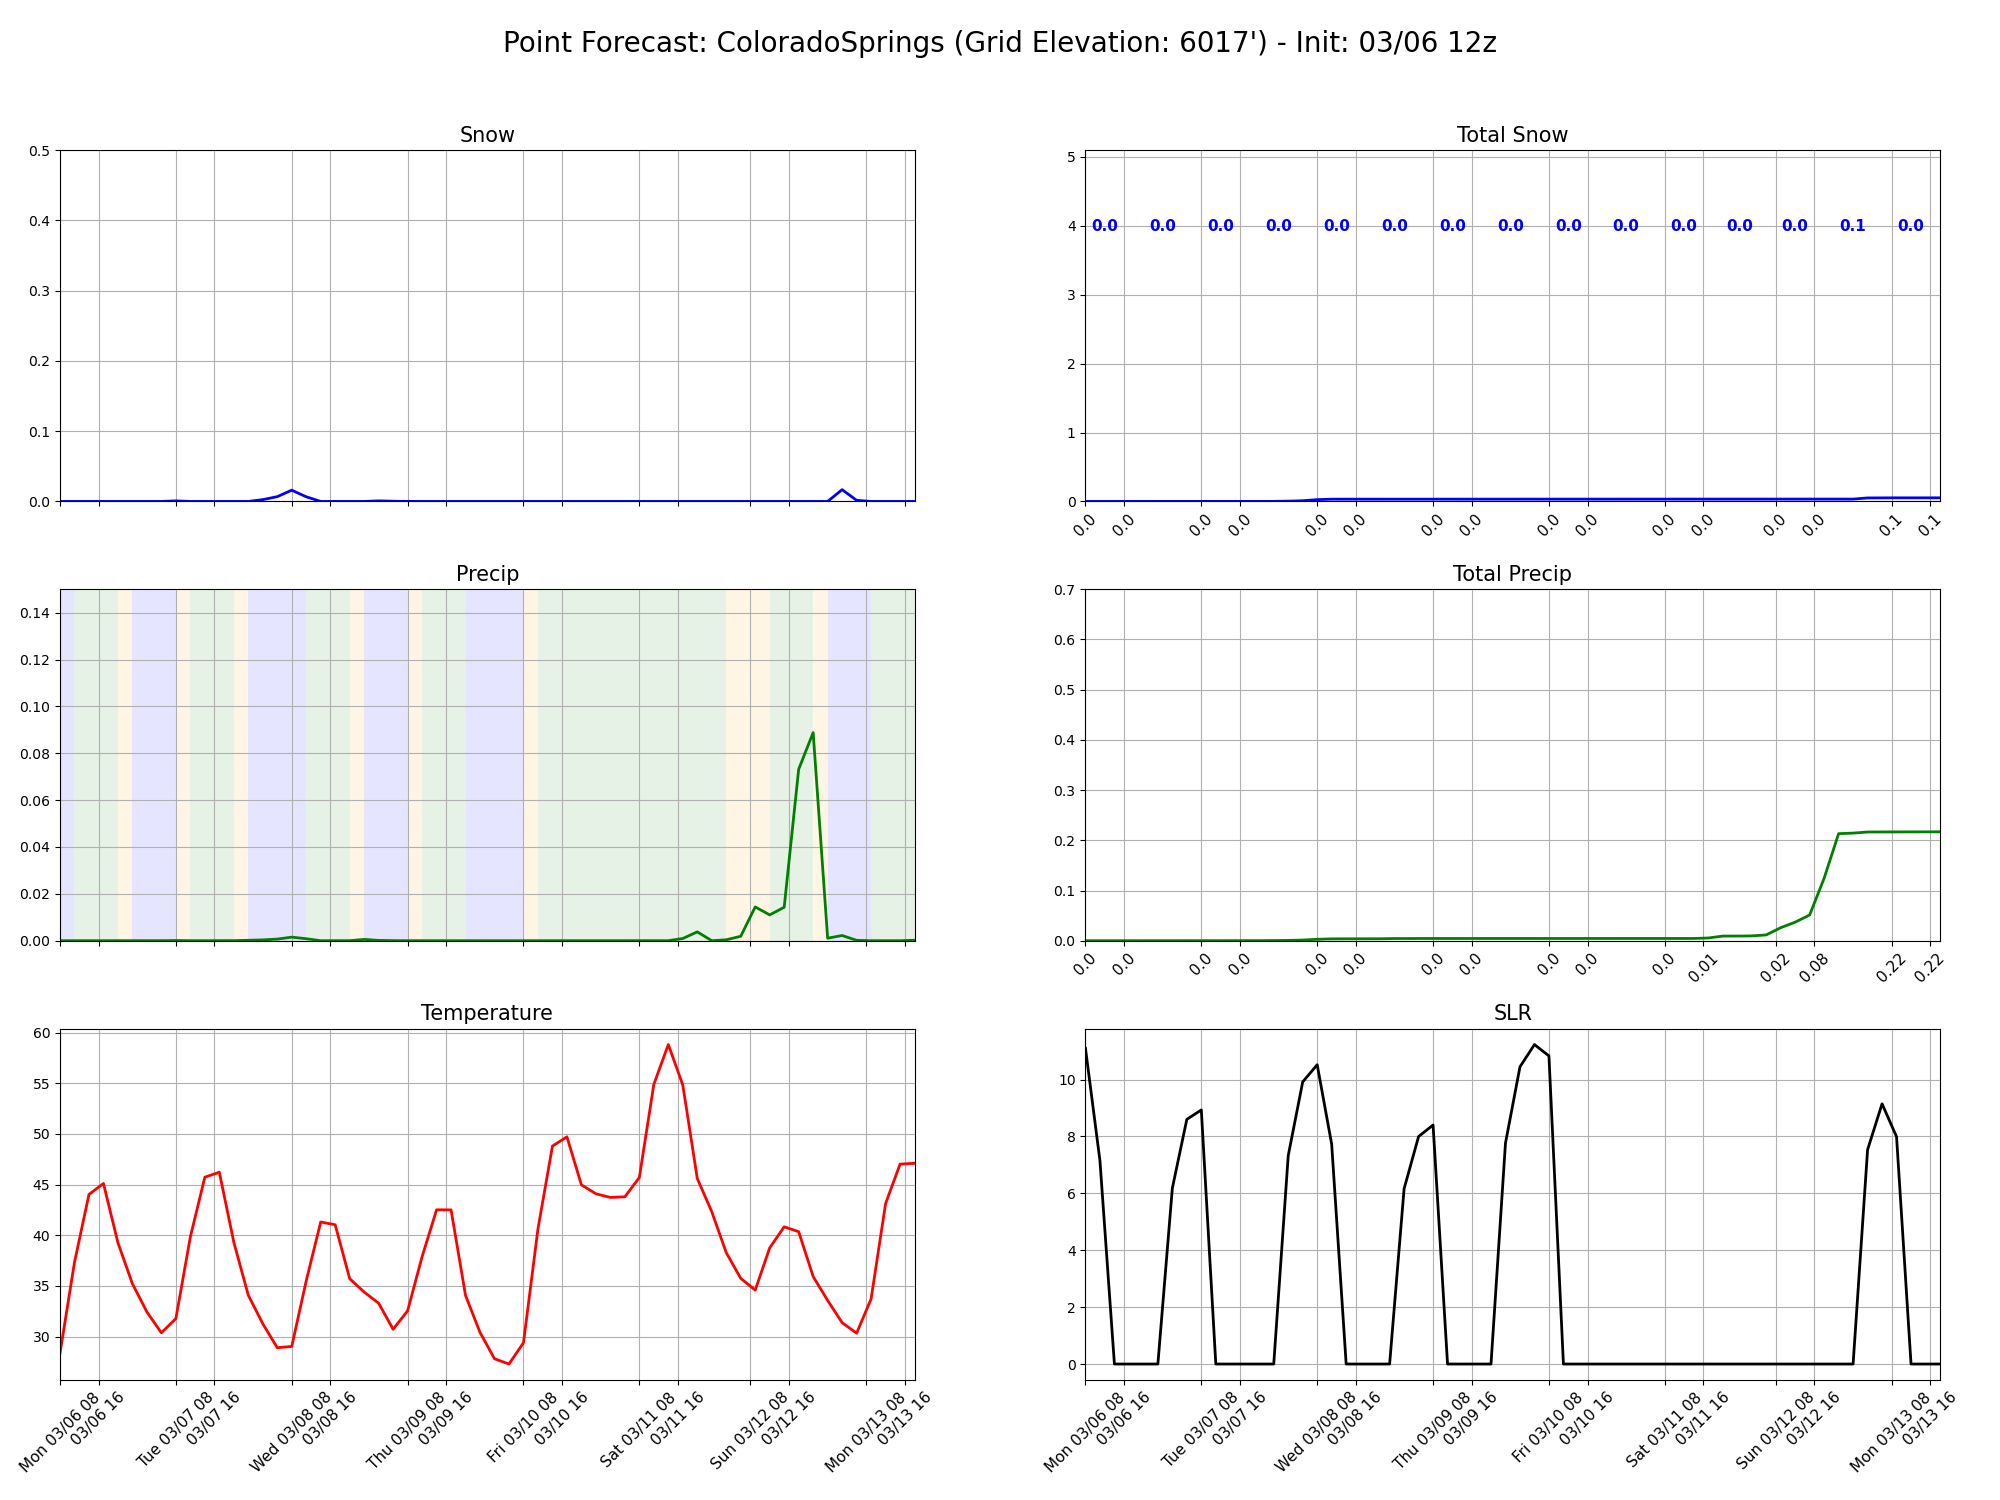 Point Forecast: ColoradoSprings (Grid Elevation: 6017') - Init: 03/06 12z
Snow
0.5
0.4
0.3
0.2
0.1
0.0
Total Snow
5
4
3
2
1
0
0.0 0.0 0.0 0.0 0.0 0.0 0.0 0.0 0.0 0.0 0.0 0.0 0.0 0.1 0.0
0.0 0.0 0.0 0.0 0.0 0.0 0.0 0.0 0.0 0.0 0.0 0.0 0.0 0.0 0.1 0.1
Precip
0.14
0.12
0.10
0.08
0.06
0.04
0.02
0.00
Total Precip
0.7
0.6
0.5
0.4
0.3
0.2
0.1
0.0
0.0 0.0 0.0 0.0 0.0 0.0 0.0 0.0 0.0 0.0 0.0 0.01 0.02 0.08 0.22 0.22
Temperature
60
55
50
45
40
35
30
Mon 03/06 08
03/06 16
Tue 03/07 08
03/07 16
Wed 03/08 08
03/08 16
Thu 03/09 08
03/09 16
Fri 03/10 08
03/10 16
Sat 03/11 08
03/11 16
Sun 03/12 08
03/12 16
Mon 03/13 08
03/13 16
SLR
10
8
6
4
2
0
Mon 03/06 08
03/06 16
Tue 03/07 08
03/07 16
Wed 03/08 08
03/08 16
Thu 03/09 08
03/09 16
Fri 03/10 08
03/10 16
Sat 03/11 08
03/11 16
Sun 03/12 08
03/12 16
Mon 03/13 08
03/13 16